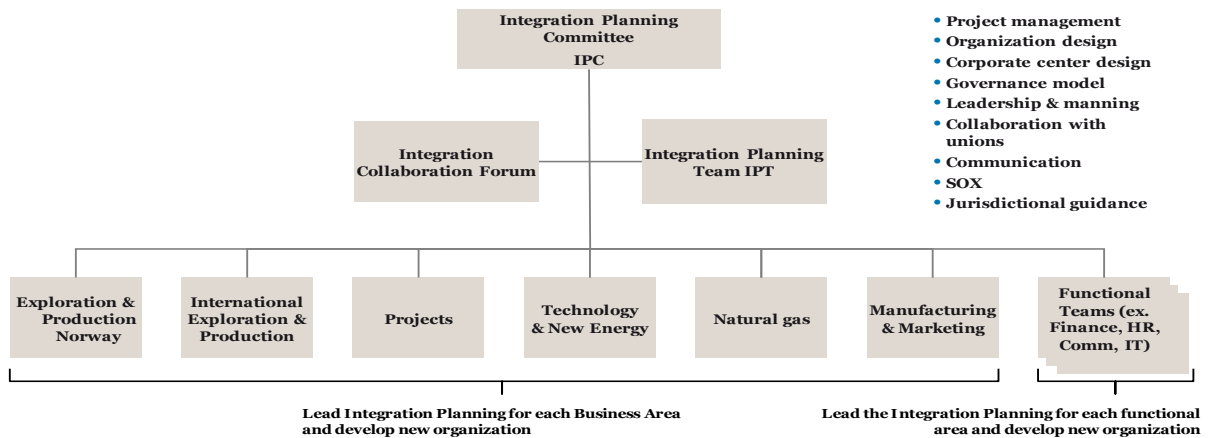 Integration Planning
Committee
IPC
• Project management
• Organization design
• Corporate center design
• Governance model
• Leadership & manning
• Collaboration with
unions
• Communication
• SOX
• Jurisdictional guidance
Integration
Collaboration Forum
Integration Planning
Team IPT
Exploration &
Production
Norway
International
Exploration &
Production
Projects
Technology
& New Energy
Natural gas
Manufacturing
& Marketing
Functional
Teams (ex.
Finance, HR,
Comm, IT)
Lead Integration Planning for each Business Area
and develop new organization
Lead the Integration Planning for each functional
area and develop new organization